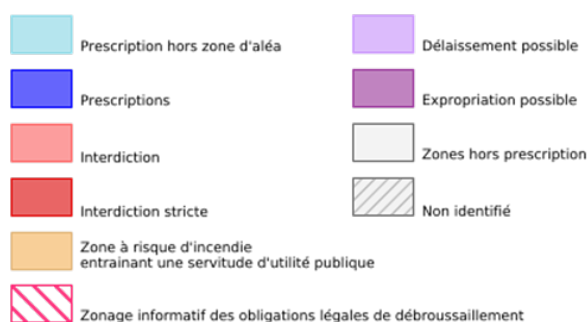 Prescription hors zone d'aléa
Délaissement possible
Prescriptions
Expropriation possible
Interdiction
Zones hors prescription
Interdiction stricte
Non identifié
Zone à risque d'incendie
entrainant une servitude d'utilité publique
Zonage informatif des obligations légales de débroussaillement